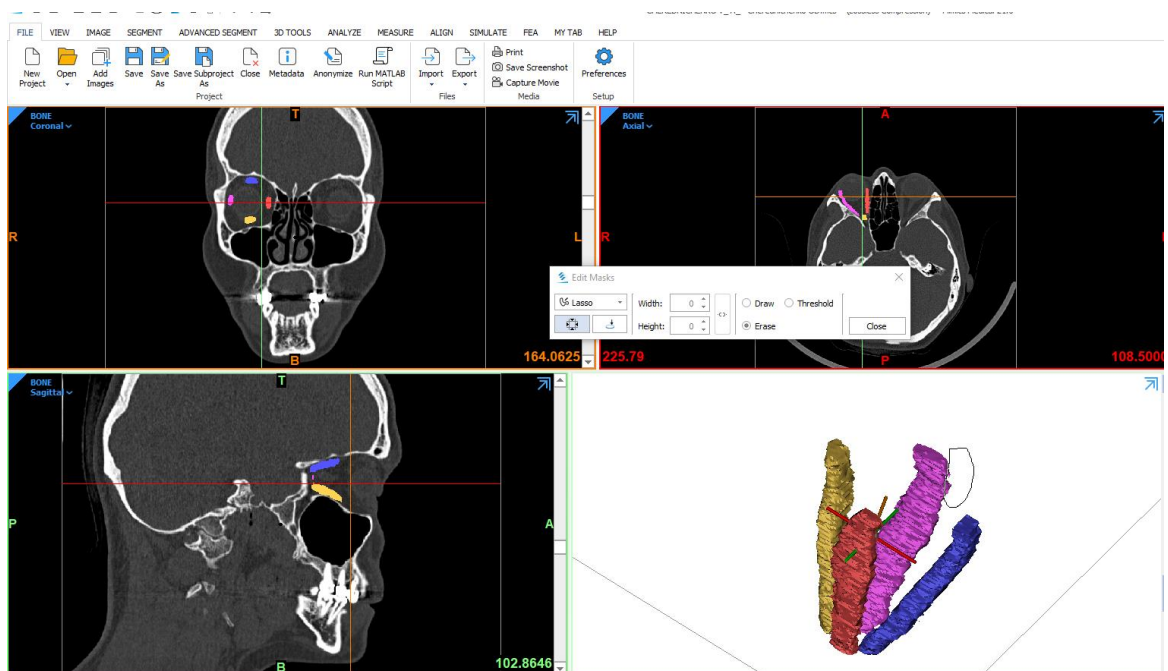 FILE VIEW IMAGE SEGMENT ADVANCED SEGMENT 3D TOOLS ANALYZE MEASURE ALIGN SIMULATE FEA MY TAB HELP
New Project
Open
Add Images
Save
Save As
Save Subproject As
Close
Metadata
Anonymize
Run MATLAB Script
Import
Export
Print
Save Screenshot
Capture Movie
Preferences
Project
Files
Media
Setup
BONE
Coronal
T
R
L
B
164.0625
BONE
Axial
A
R
P
225.79
108.5000
Edit Masks
Lasso
Width: 0
Height: 0
<>
Draw
Threshold
Erase
Close
BONE
Sagittal
T
P
A
B
102.8646